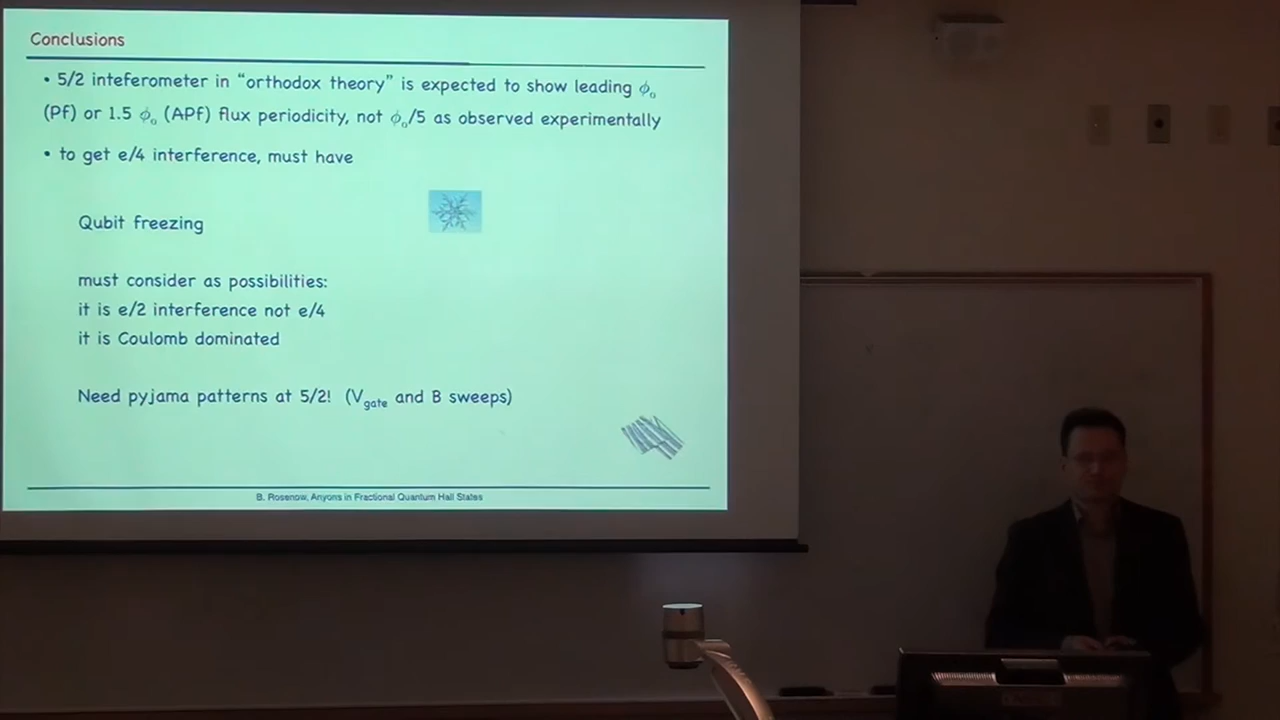 Conclusions
• 5/2 inteferometer in “orthodox theory” is expected to show leading ϕ₀
(Pf) or 1.5 ϕ₀ (APf) flux periodicity, not ϕ₀/5 as observed experimentally
• to get e/4 interference, must have
Qubit freezing
must consider as possibilities:
it is e/2 interference not e/4
it is Coulomb dominated
Need pyjama patterns at 5/2! (Vgate and B sweeps)
B. Rosenow, Anyons in Fractional Quantum Hall States